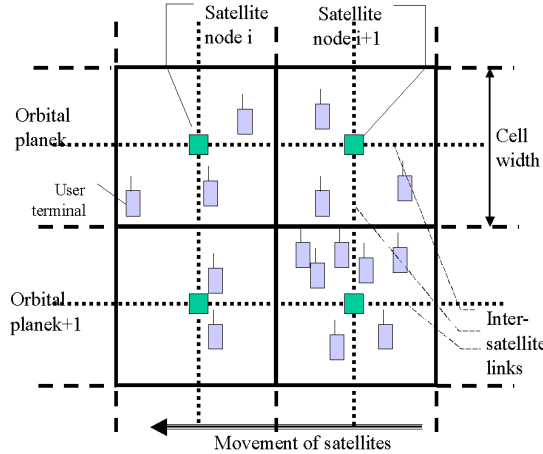 Satellite
node i
Satellite
node i+1
Orbital
planek
Cell
width
User
terminal
Orbital
planek+1
Inter-
satellite
links
Movement of satellites